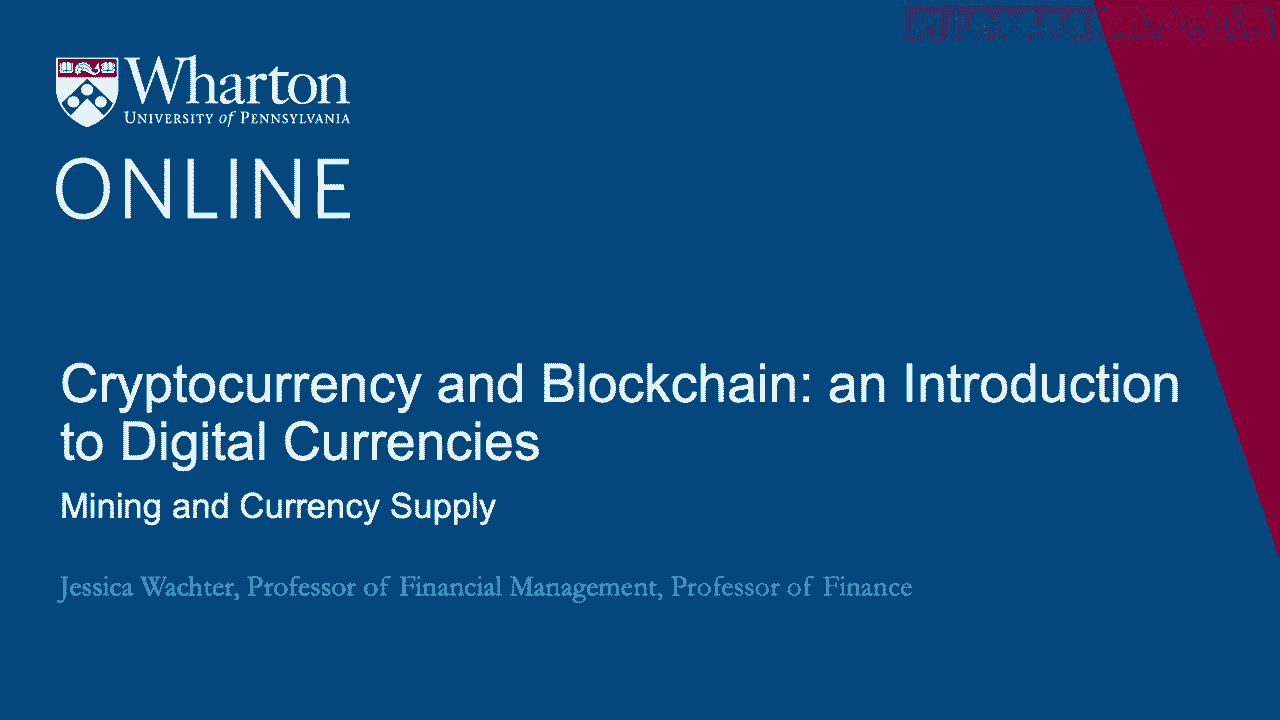 Wharton
UNIVERSITY of PENNSYLVANIA
ONLINE
Cryptocurrency and Blockchain: an Introduction
to Digital Currencies
Mining and Currency Supply
Jessica Wachter, Professor of Financial Management, Professor of Finance